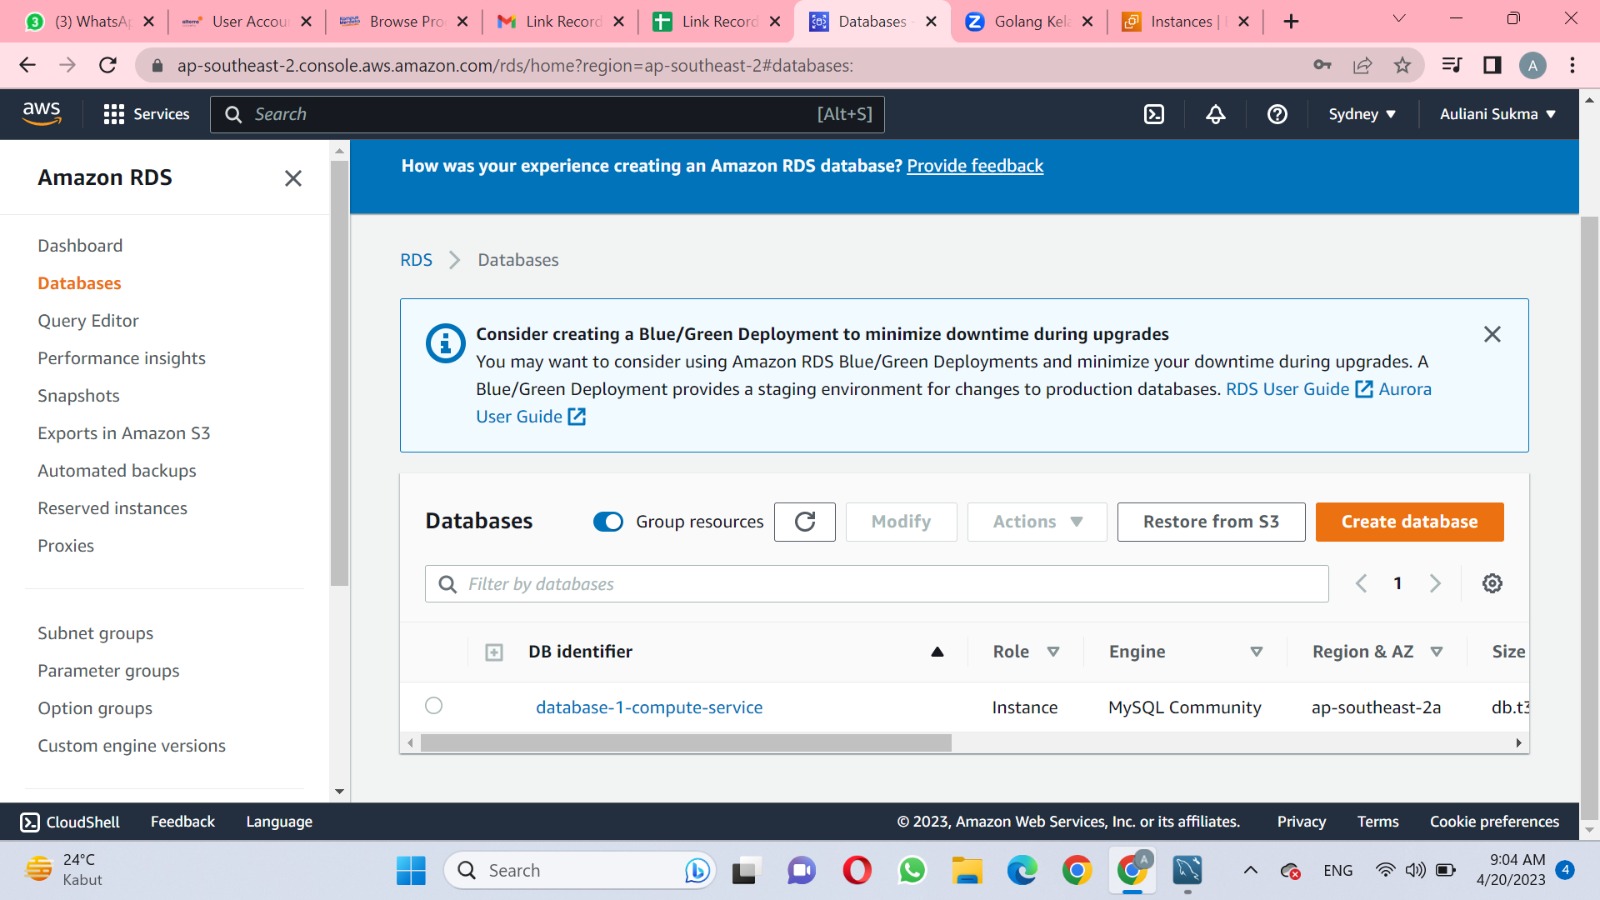 (3) WhatsA
User Accou
Browse Pro
Link Record
Link Record
Databases
Golang Kela
Instances |
ap-southeast-2.console.aws.amazon.com/rds/home?region=ap-southeast-2#databases:
A
aws
Services
Search
[Alt+S]
Sydney
Auliani Sukma
Amazon RDS
How was your experience creating an Amazon RDS database? Provide feedback
Dashboard
Databases
Query Editor
Performance insights
Snapshots
Exports in Amazon S3
Automated backups
Reserved instances
Proxies
Subnet groups
Parameter groups
Option groups
Custom engine versions
RDS > Databases
Consider creating a Blue/Green Deployment to minimize downtime during upgrades
You may want to consider using Amazon RDS Blue/Green Deployments and minimize your downtime during upgrades. A
Blue/Green Deployment provides a staging environment for changes to production databases. RDS User Guide Aurora
User Guide
Databases
Group resources
Modify
Actions
Restore from S3
Create database
Filter by databases
1
DB identifier
Role
Engine
Region & AZ
Size
database-1-compute-service
Instance
MySQL Community
ap-southeast-2a
db.t3
CloudShell
Feedback
Language
© 2023, Amazon Web Services, Inc. or its affiliates.
Privacy
Terms
Cookie preferences
24°C
Kabut
Search
A
ENG
9:04 AM
4/20/2023
4